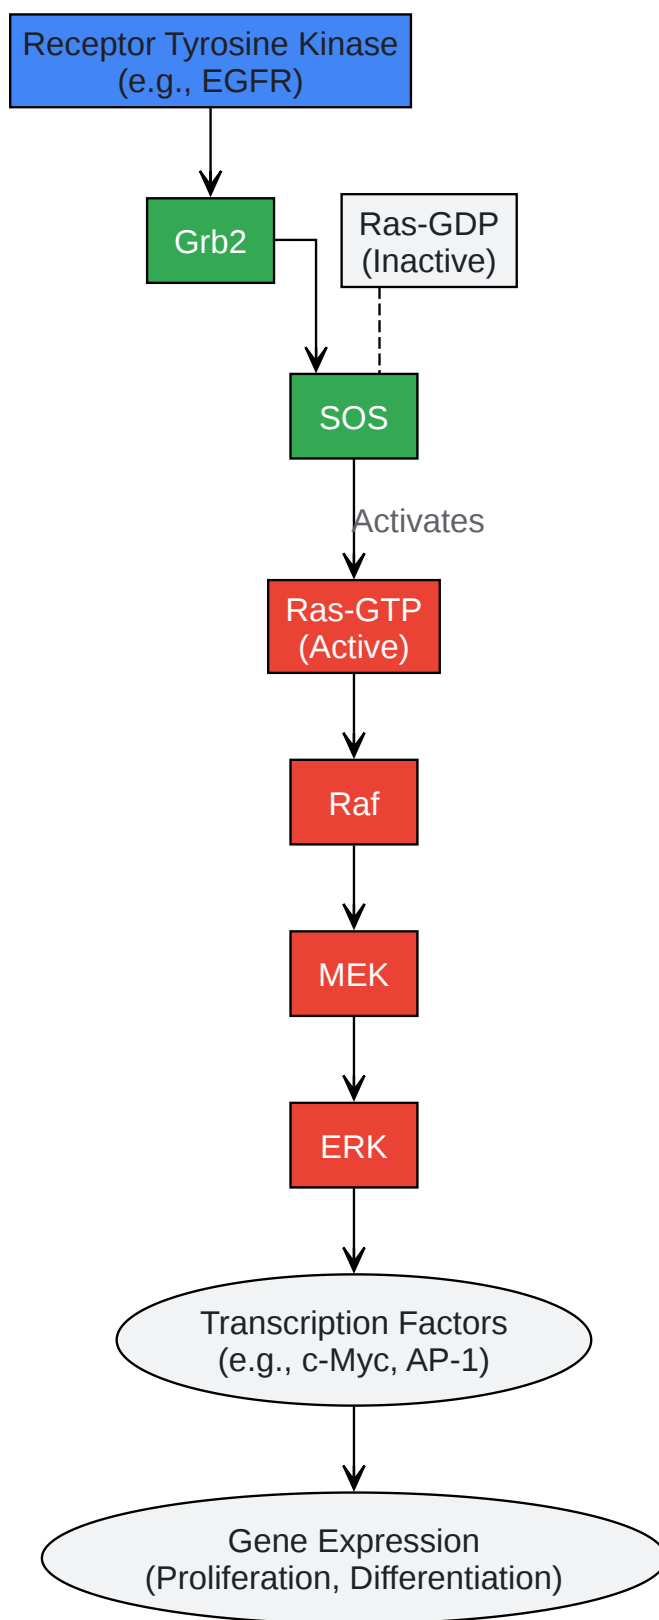 Receptor Tyrosine Kinase
(e.g., EGFR)
Grb2
Ras-GDP
(Inactive)
SOS
Activates
Ras-GTP
(Active)
Raf
MEK
ERK
Transcription Factors
(e.g., c-Myc, AP-1)
Gene Expression
(Proliferation, Differentiation)